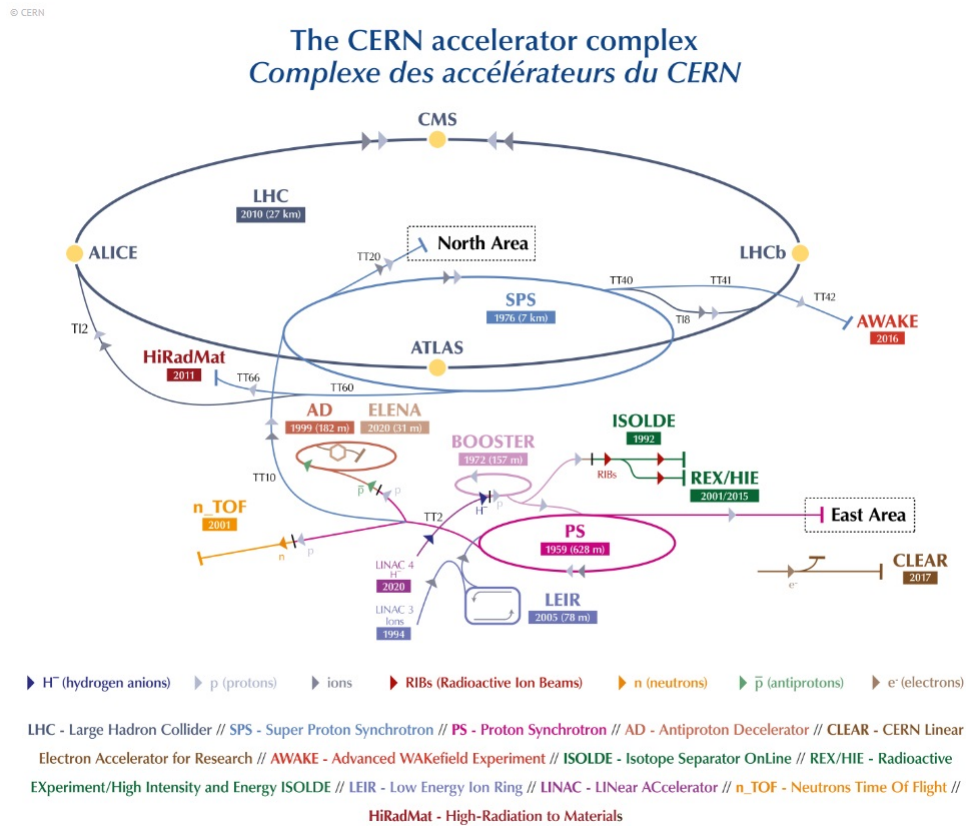 © CERN
The CERN accelerator complex
Complexe des accélérateurs du CERN
CMS
LHC
2010 (27 km)
ALICE
TT20
North Area
LHCb
SPS
1976 (7 km)
TT40
TT41
TT42
TI8
AWAKE
2016
TI2
ATLAS
HiRadMat
2011
TT66
TT60
AD
1999 (182 m)
ELENA
2020 (31 m)
ISOLDE
1992
BOOSTER
1972 (157 m)
RIBs
REX/HIE
2001/2015
TT10
p̅
p
H⁻
p
n_TOF
2001
TT2
East Area
n
p
PS
1959 (628 m)
LINAC 4
H⁻
2020
CLEAR
2017
e⁻
LINAC 3
Ions
1994
LEIR
2005 (78 m)
H⁻ (hydrogen anions)
p (protons)
ions
RIBs (Radioactive Ion Beams)
n (neutrons)
p̅ (antiprotons)
e⁻ (electrons)
LHC - Large Hadron Collider // SPS - Super Proton Synchrotron // PS - Proton Synchrotron // AD - Antiproton Decelerator // CLEAR - CERN Linear
Electron Accelerator for Research // AWAKE - Advanced WAKefield Experiment // ISOLDE - Isotope Separator OnLine // REX/HIE - Radioactive
EXperiment/High Intensity and Energy ISOLDE // LEIR - Low Energy Ion Ring // LINAC - LINear ACcelerator // n_TOF - Neutrons Time Of Flight //
HiRadMat - High-Radiation to Materials